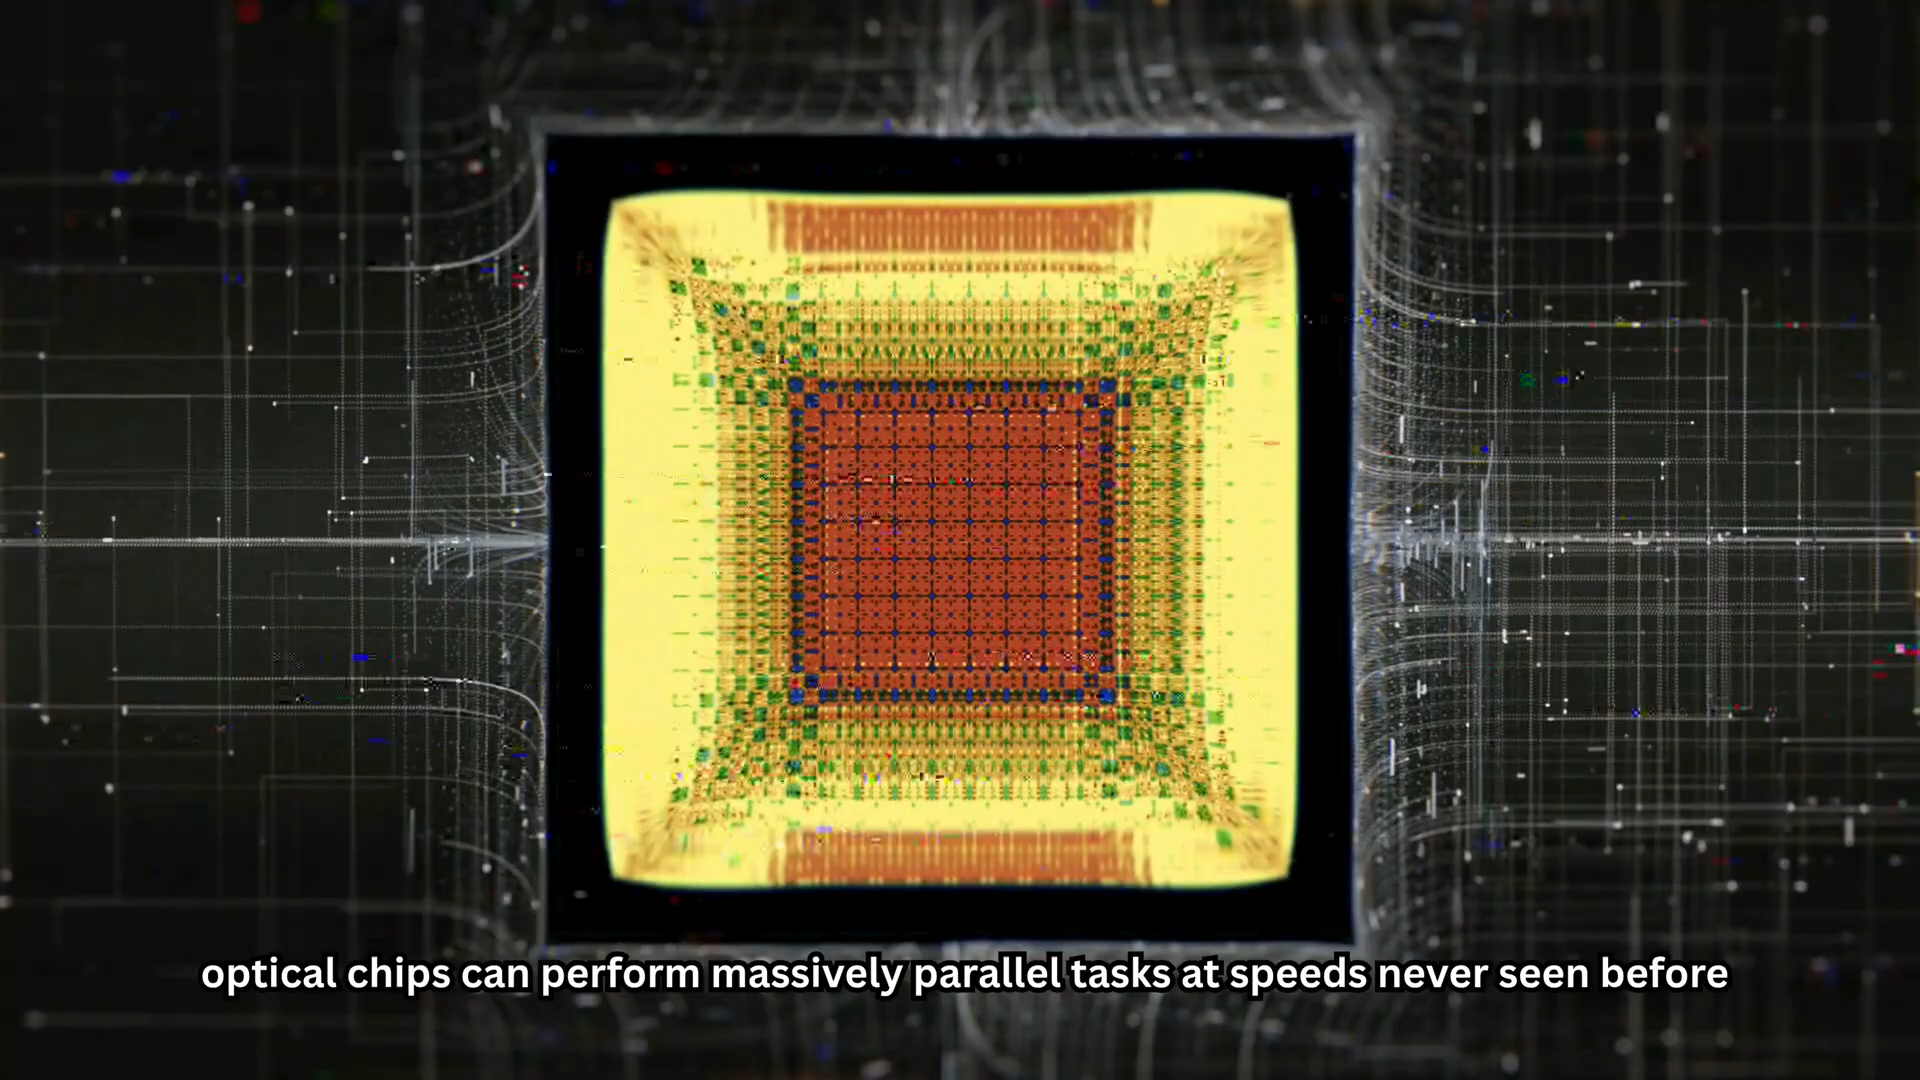 optical chips can perform massively parallel tasks at speeds never seen before